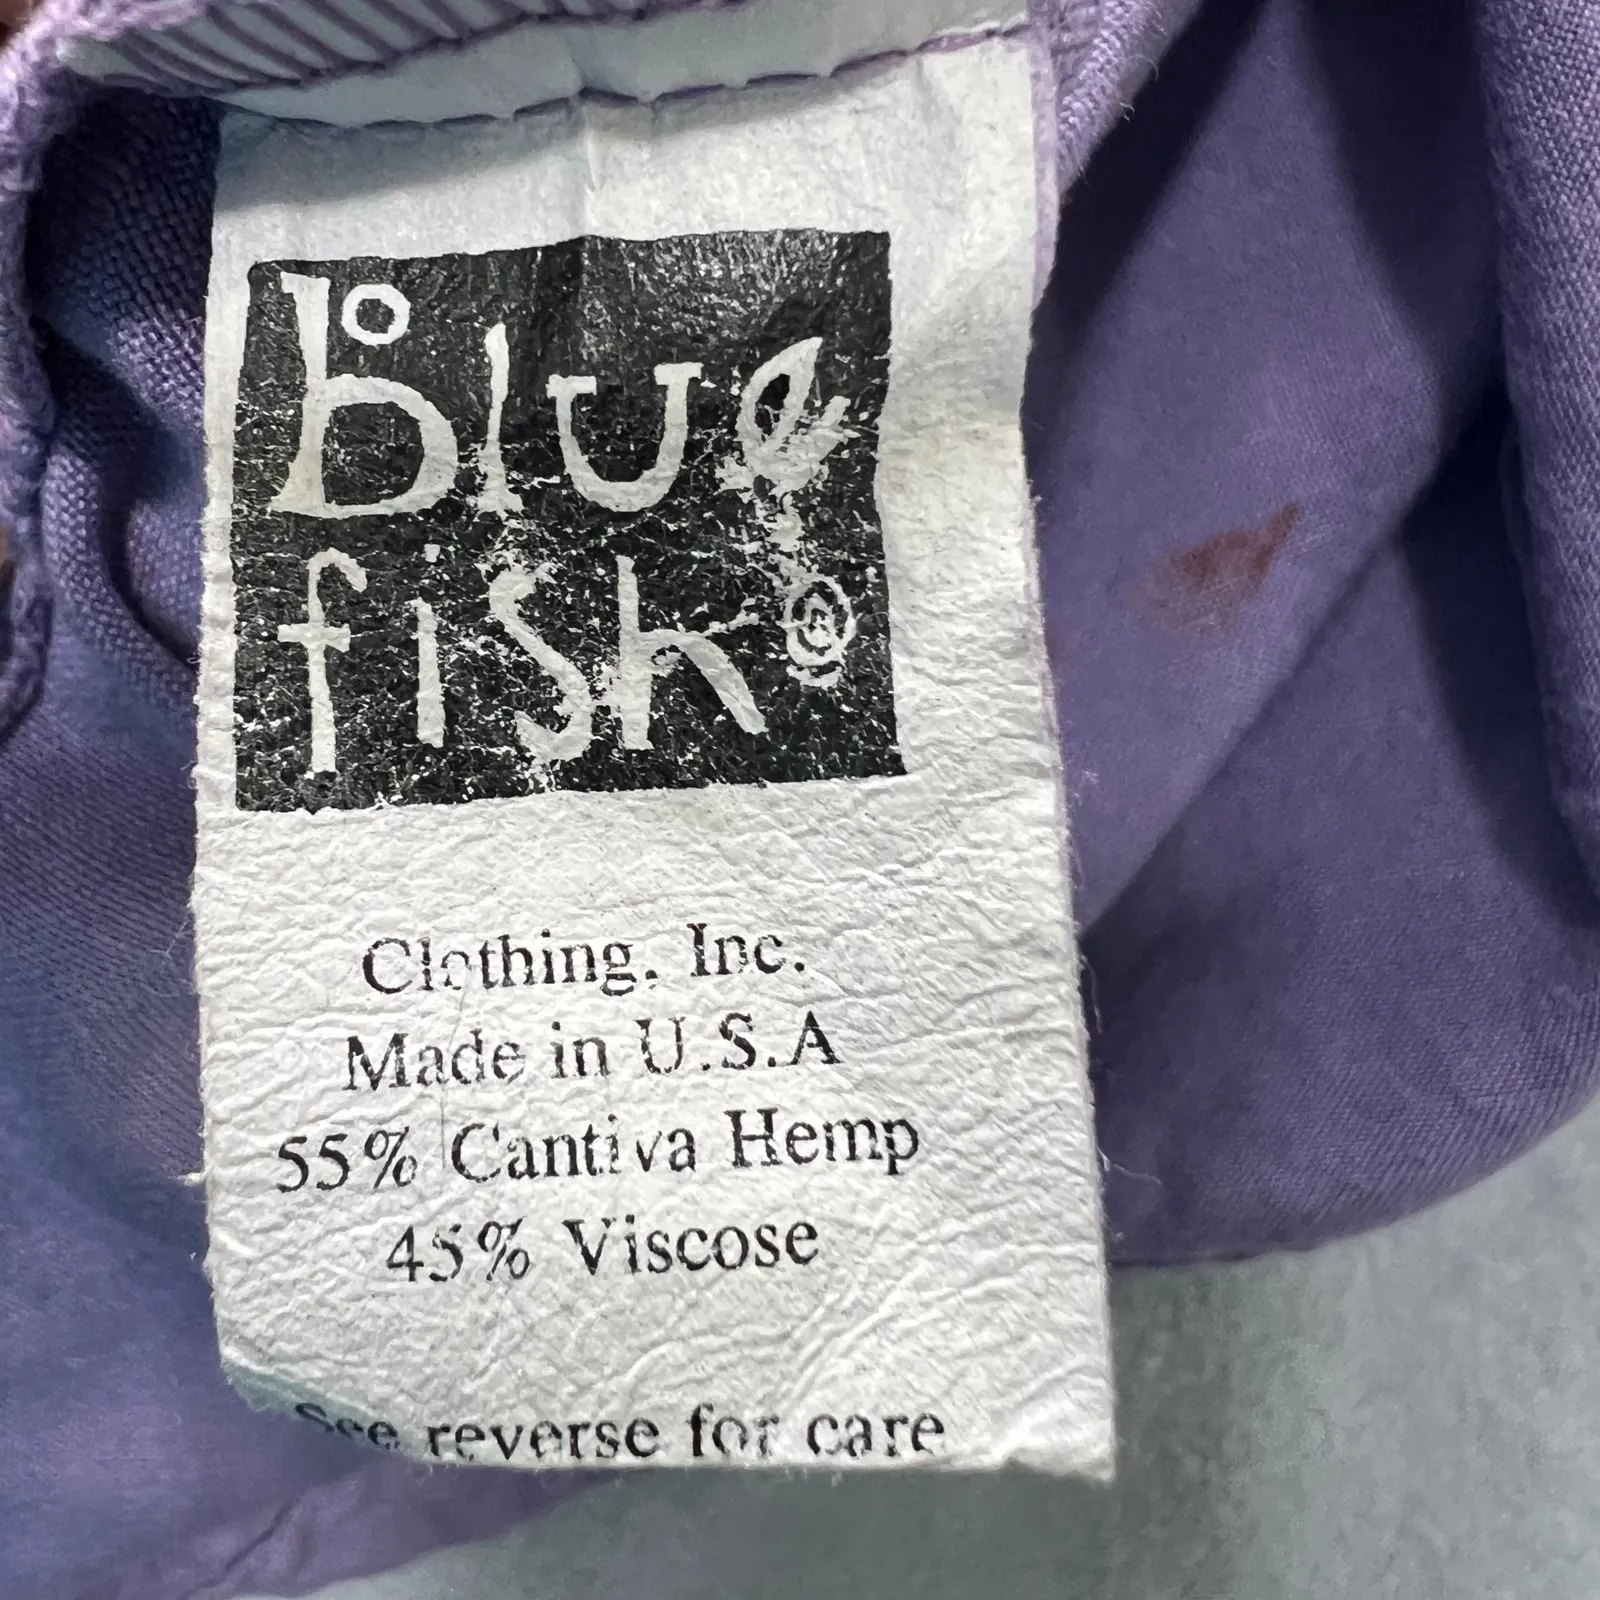 blue
fish®
Clothing, Inc.
Made in U.S.A
55% Cantiva Hemp
45% Viscose
See reverse for care